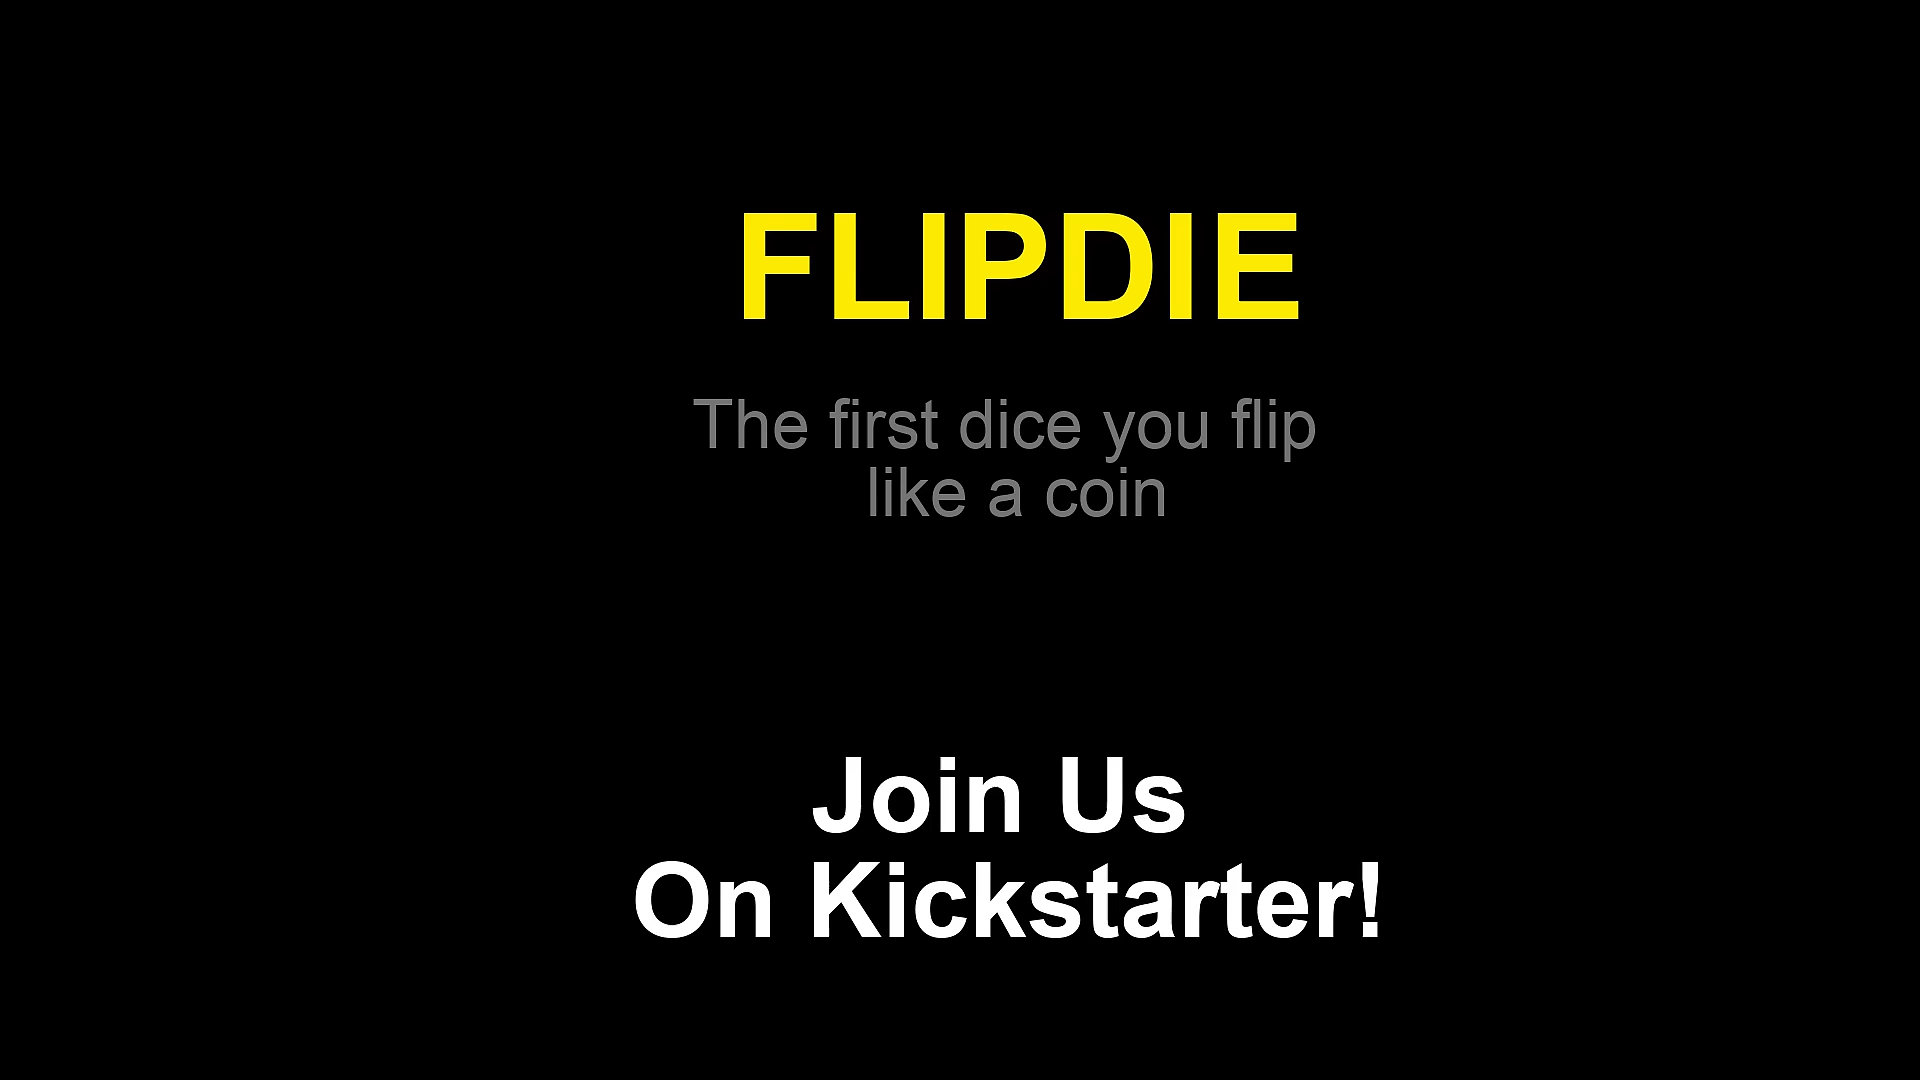 FLIPDIE
The first dice you flip
like a coin
Join Us
On Kickstarter!